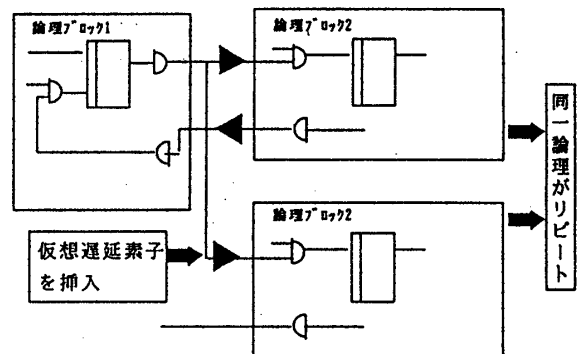 論理ﾌﾞﾛｯｸ1
論理ﾌﾞﾛｯｸ2
論理ﾌﾞﾛｯｸ2
仮想遅延素子
を挿入
同一論理がリピート